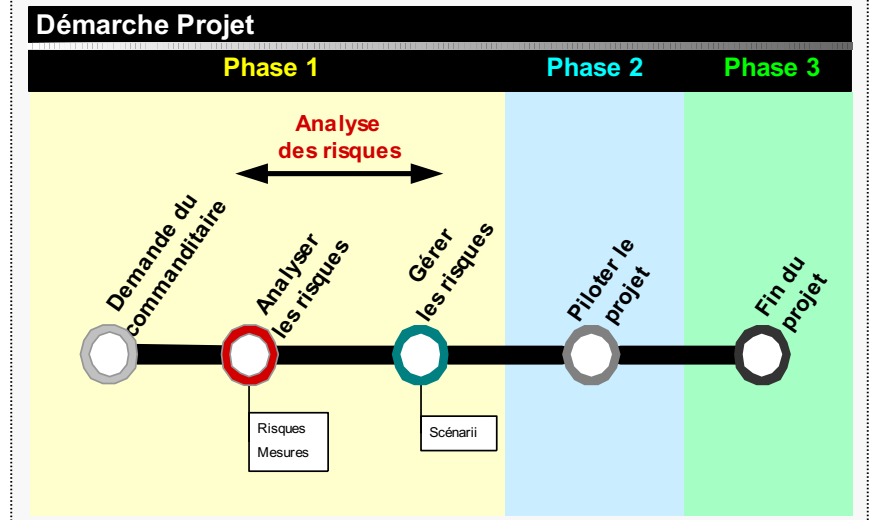 Démarche Projet
Phase 1
Phase 2
Phase 3
Analyse
des risques
Demande du
commanditaire
Analyser
les risques
Gérer
les risques
Piloter le
projet
Fin du
projet
Risques
Mesures
Scénarii